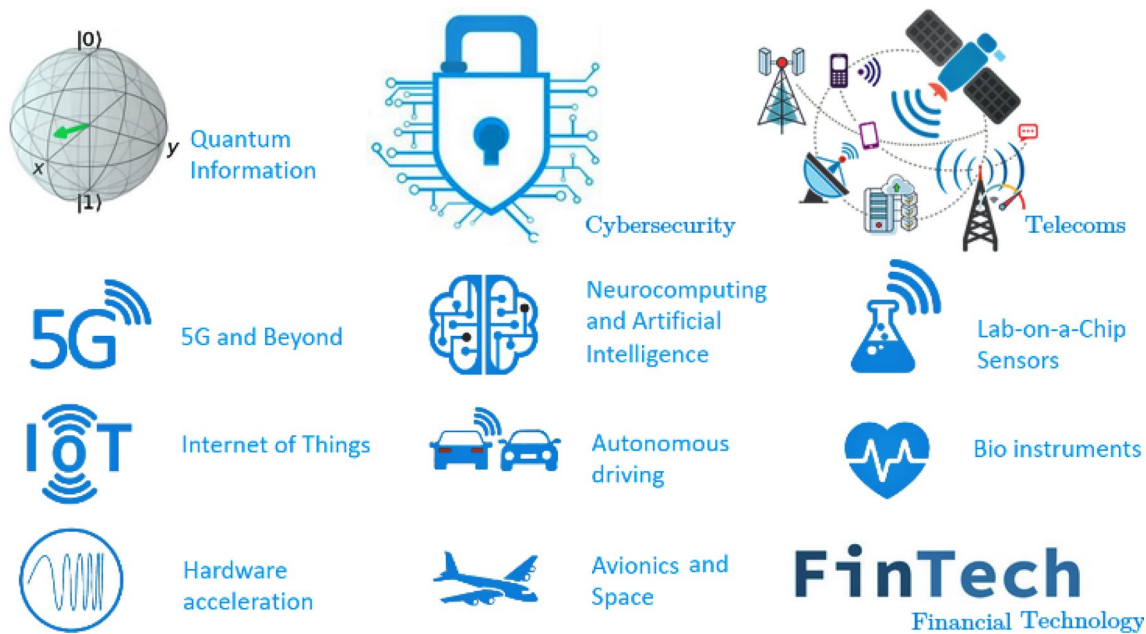 |0⟩
y
x
|1⟩
Quantum
Information
Cybersecurity
Telecoms
5G
5G and Beyond
Neurocomputing
and Artificial
Intelligence
Lab-on-a-Chip
Sensors
IoT
Internet of Things
Autonomous
driving
Bio instruments
Hardware
acceleration
Avionics and
Space
FinTech
Financial Technology